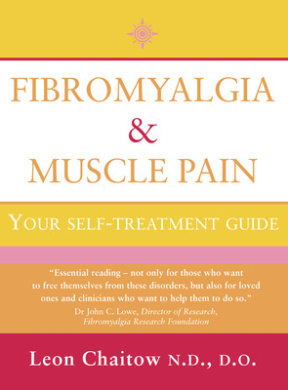 FIBROMYALGIA
&
MUSCLE PAIN
YOUR SELF-TREATMENT GUIDE
“Essential reading – not only for those who want
to free themselves from these disorders, but also for loved
ones and clinicians who want to help them to do so.”
Dr John C. Lowe, Director of Research,
Fibromyalgia Research Foundation
Leon Chaitow N.D., D.O.